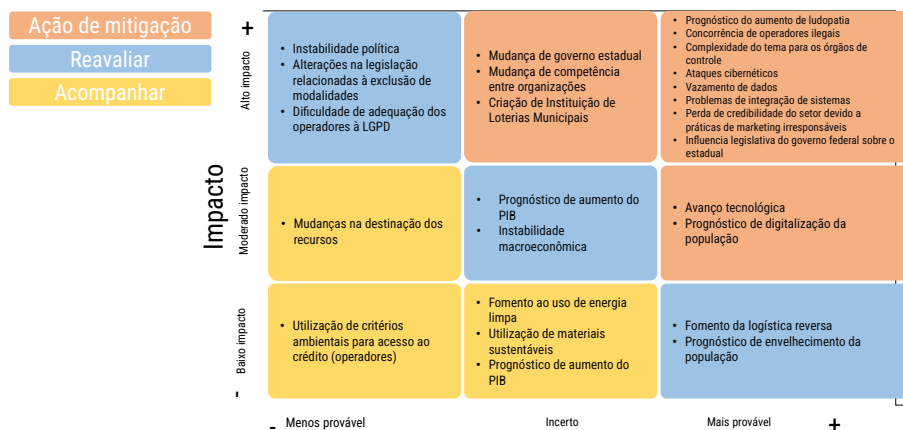 Ação de mitigação
Reavaliar
Acompanhar
Impacto
+
Alto impacto
Moderado impacto
Baixo impacto
-
• Instabilidade política
• Alterações na legislação
relacionadas à exclusão de
modalidades
• Dificuldade de adequação dos
operadores à LGPD
• Mudança de governo estadual
• Mudança de competência
entre organizações
• Criação de Instituição de
Loterias Municipais
• Prognóstico do aumento de ludopatia
• Concorrência de operadores ilegais
• Complexidade do tema para os órgãos de
controle
• Ataques cibernéticos
• Vazamento de dados
• Problemas de integração de sistemas
• Perda de credibilidade do setor devido a
práticas de marketing irresponsáveis
• Influencia legislativa do governo federal sobre o
estadual
• Mudanças na destinação dos
recursos
• Prognóstico de aumento do
PIB
• Instabilidade
macroeconômica
• Avanço tecnológica
• Prognóstico de digitalização da
população
• Utilização de critérios
ambientais para acesso ao
crédito (operadores)
• Fomento ao uso de energia
limpa
• Utilização de materiais
sustentáveis
• Prognóstico de aumento do
PIB
• Fomento da logística reversa
• Prognóstico de envelhecimento da
população
- Menos provável
Incerto
Mais provável +